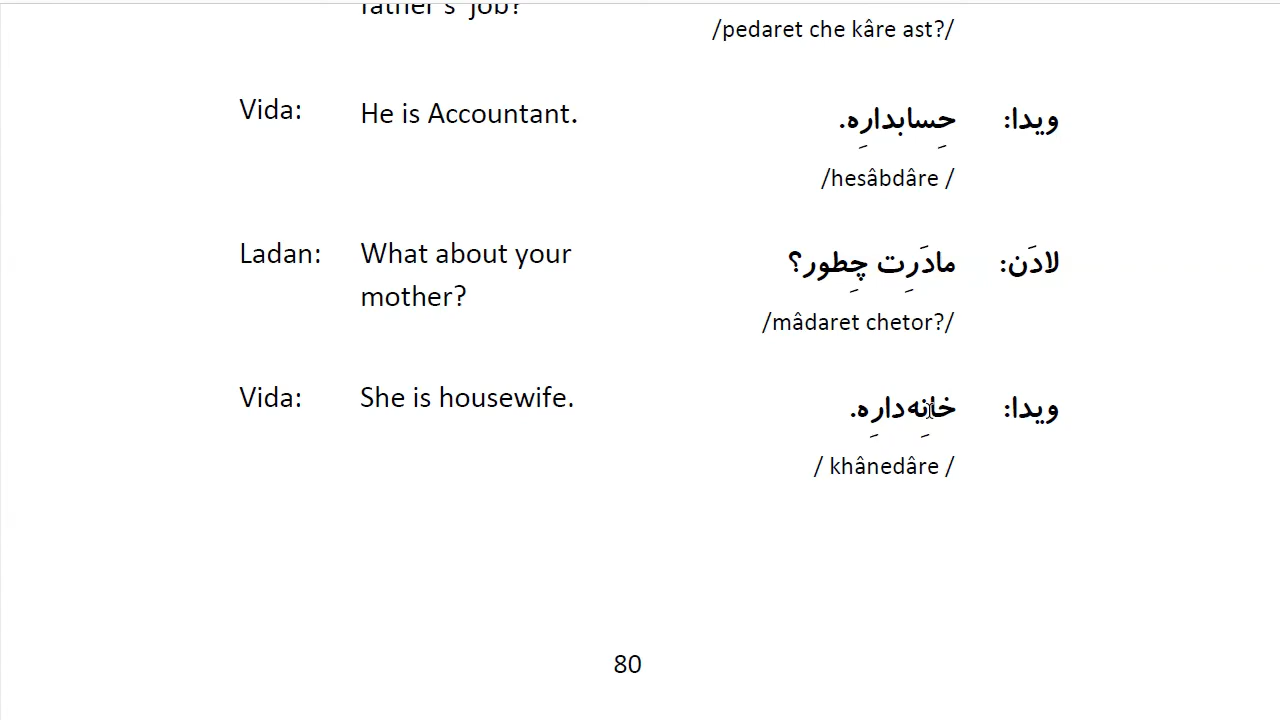 father's job?
/pedaret che kâre ast?/
Vida: He is Accountant. ویدا: حِسابدارِه.
/hesâbdâre /
Ladan: What about your لادَن: مادَرِت چِطور؟
mother?
/mâdaret chetor?/
Vida: She is housewife. ویدا: خانِه‌دارِه.
/ khânedâre /
80